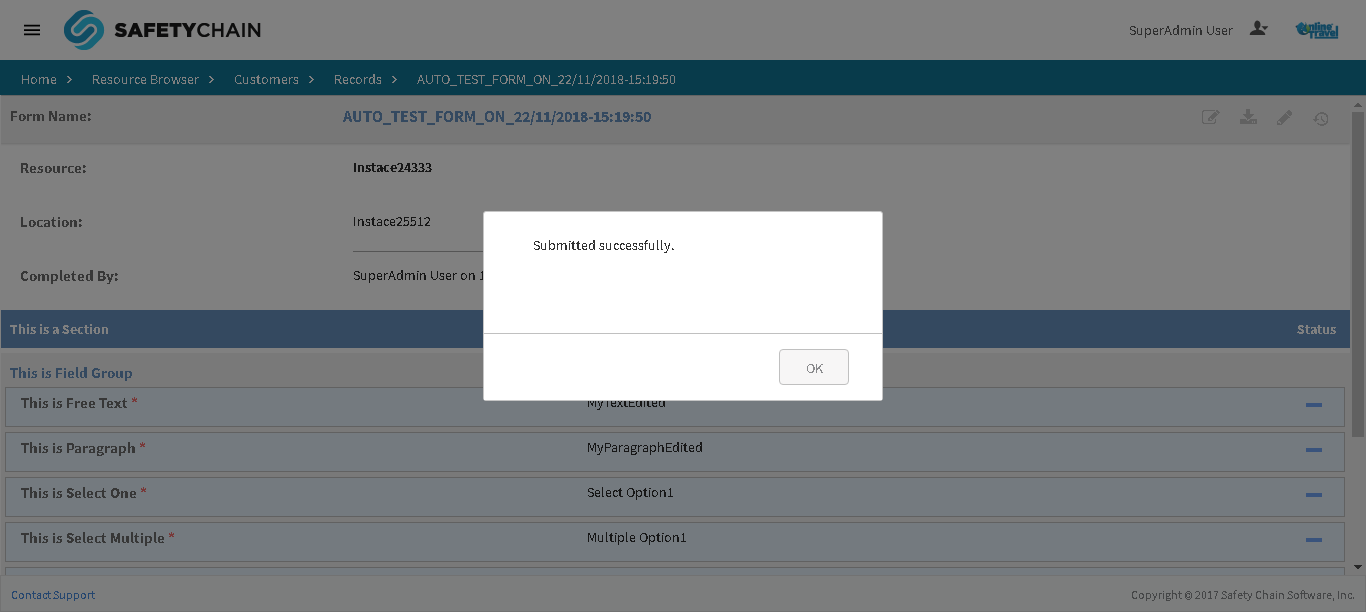 SAFETYCHAIN
SuperAdmin User
Online Travel
Home > Resource Browser > Customers > Records > AUTO_TEST_FORM_ON_22/11/2018-15:19:50
Form Name: AUTO_TEST_FORM_ON_22/11/2018-15:19:50
Resource: Instace24333
Location: Instace25512
Completed By: SuperAdmin User on 1
Submitted successfully.
OK
This is a Section Status
This is Field Group
This is Free Text * MyTextEdited
This is Paragraph * MyParagraphEdited
This is Select One * Select Option1
This is Select Multiple * Multiple Option1
Contact Support
Copyright © 2017 Safety Chain Software, Inc.